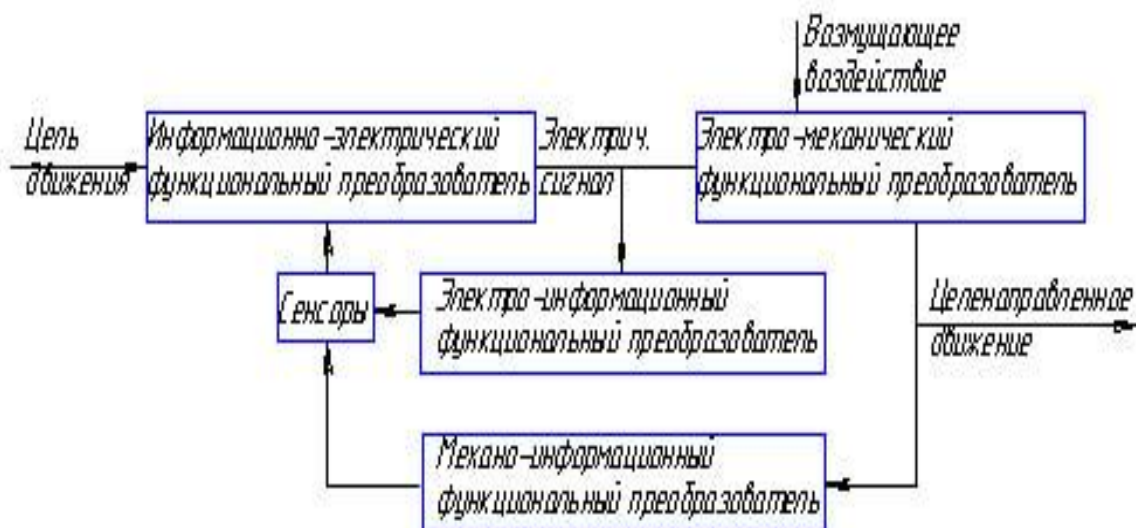 Возмущающее
воздействие
Цель
движения
Информационно-электрический
функциональный преобразователь
Электрич.
сигнал
Электро-механический
функциональный преобразователь
Сенсоры
Электро-информационный
функциональный преобразователь
Целенаправленное
движение
Механо-информационный
функциональный преобразователь